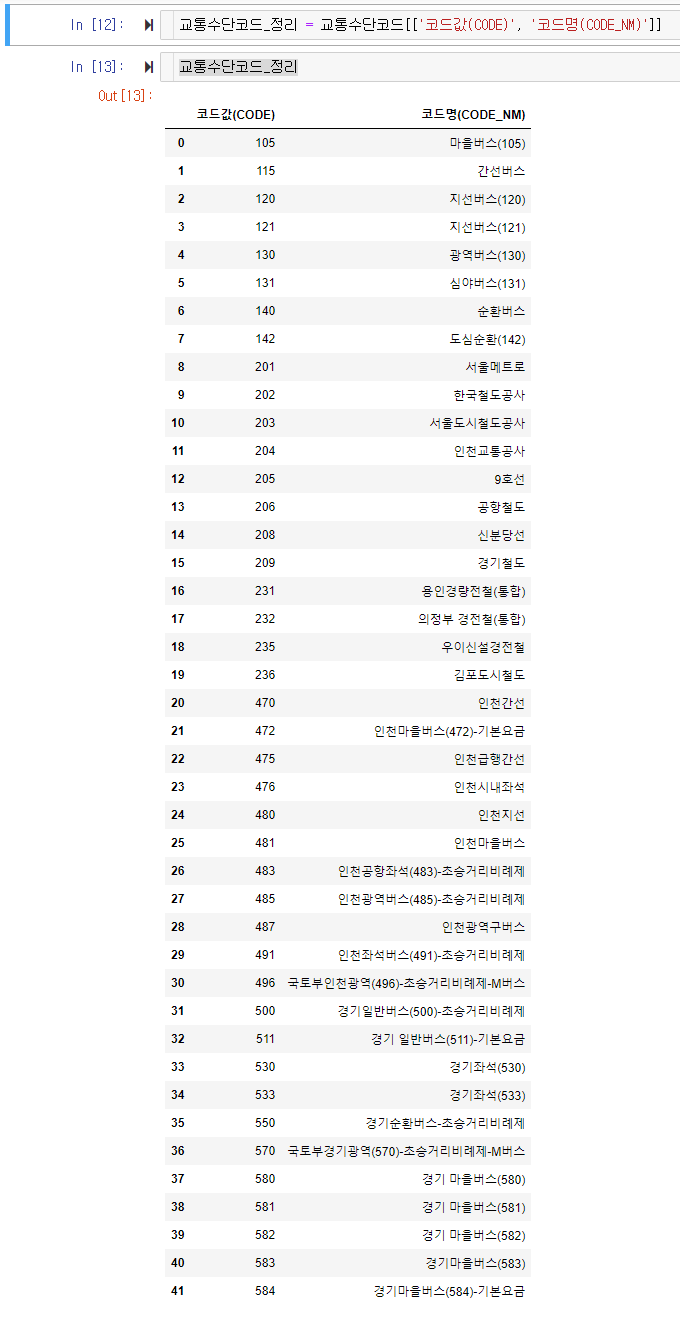 In [12]: 교통수단코드_정리 = 교통수단코드[['코드값(CODE)', '코드명(CODE_NM)']]
In [13]: 교통수단코드_정리
Out[13]:
코드값(CODE) 코드명(CODE_NM)
0 105 마을버스(105)
1 115 간선버스
2 120 지선버스(120)
3 121 지선버스(121)
4 130 광역버스(130)
5 131 심야버스(131)
6 140 순환버스
7 142 도심순환(142)
8 201 서울메트로
9 202 한국철도공사
10 203 서울도시철도공사
11 204 인천교통공사
12 205 9호선
13 206 공항철도
14 208 신분당선
15 209 경기철도
16 231 용인경량전철(통합)
17 232 의정부 경전철(통합)
18 235 우이신설경전철
19 236 김포도시철도
20 470 인천간선
21 472 인천마을버스(472)-기본요금
22 475 인천급행간선
23 476 인천시내좌석
24 480 인천지선
25 481 인천마을버스
26 483 인천공항좌석(483)-초승거리비례제
27 485 인천광역버스(485)-초승거리비례제
28 487 인천광역구버스
29 491 인천좌석버스(491)-초승거리비례제
30 496 국토부인천광역(496)-초승거리비례제-M버스
31 500 경기일반버스(500)-초승거리비례제
32 511 경기 일반버스(511)-기본요금
33 530 경기좌석(530)
34 533 경기좌석(533)
35 550 경기순환버스-초승거리비례제
36 570 국토부경기광역(570)-초승거리비례제-M버스
37 580 경기 마을버스(580)
38 581 경기 마을버스(581)
39 582 경기 마을버스(582)
40 583 경기마을버스(583)
41 584 경기마을버스(584)-기본요금